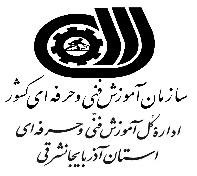 سازمان آموزش فنی و حرفه ای کشور
اداره کل آموزش فنی و حرفه ای
استان آذربایجانشرقی